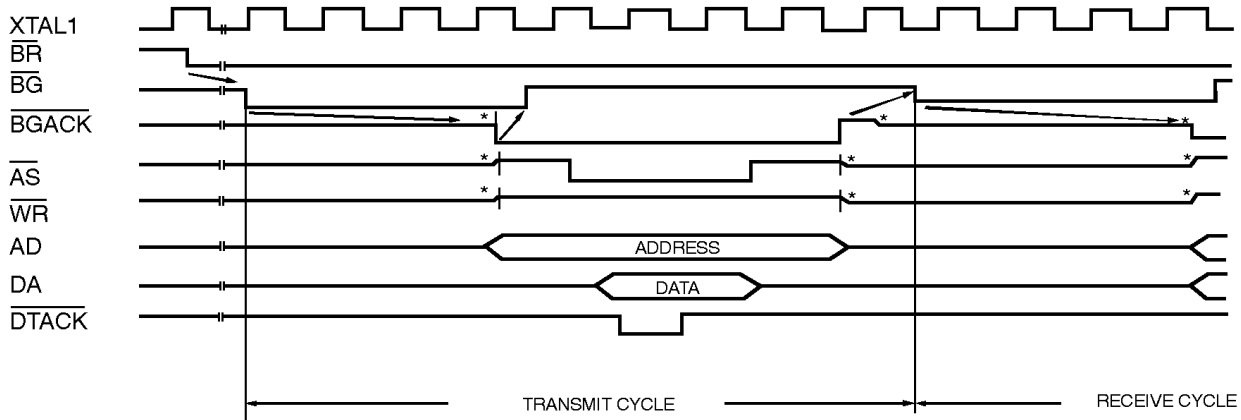 XTAL1
BR
BG
BGACK *
* *
AS * * *
WR * * *
AD ADDRESS
DA DATA
DTACK
TRANSMIT CYCLE RECEIVE CYCLE